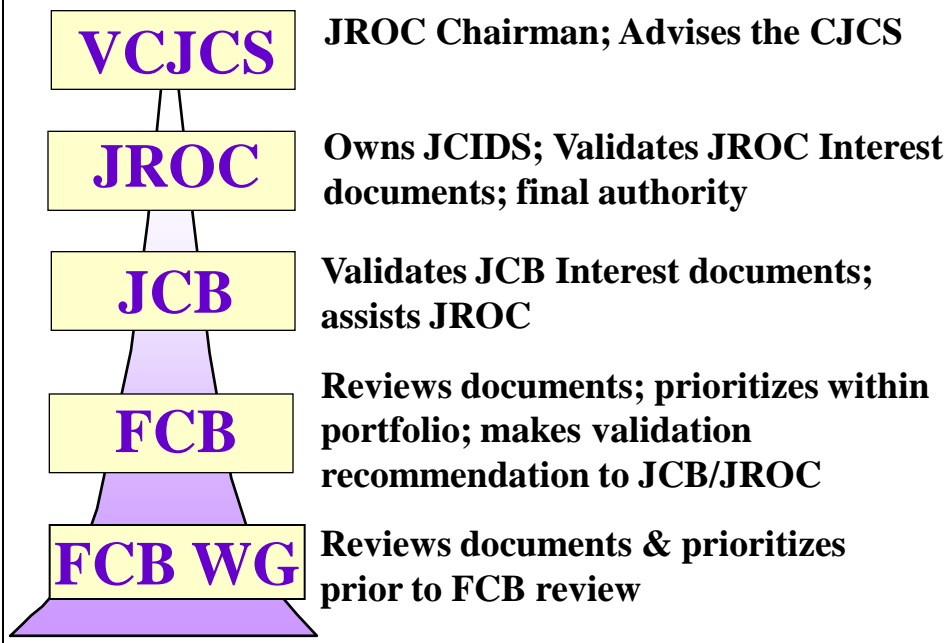 VCJCS
JROC Chairman; Advises the CJCS
JROC
Owns JCIDS; Validates JROC Interest
documents; final authority
JCB
Validates JCB Interest documents;
assists JROC
FCB
Reviews documents; prioritizes within
portfolio; makes validation
recommendation to JCB/JROC
FCB WG
Reviews documents & prioritizes
prior to FCB review